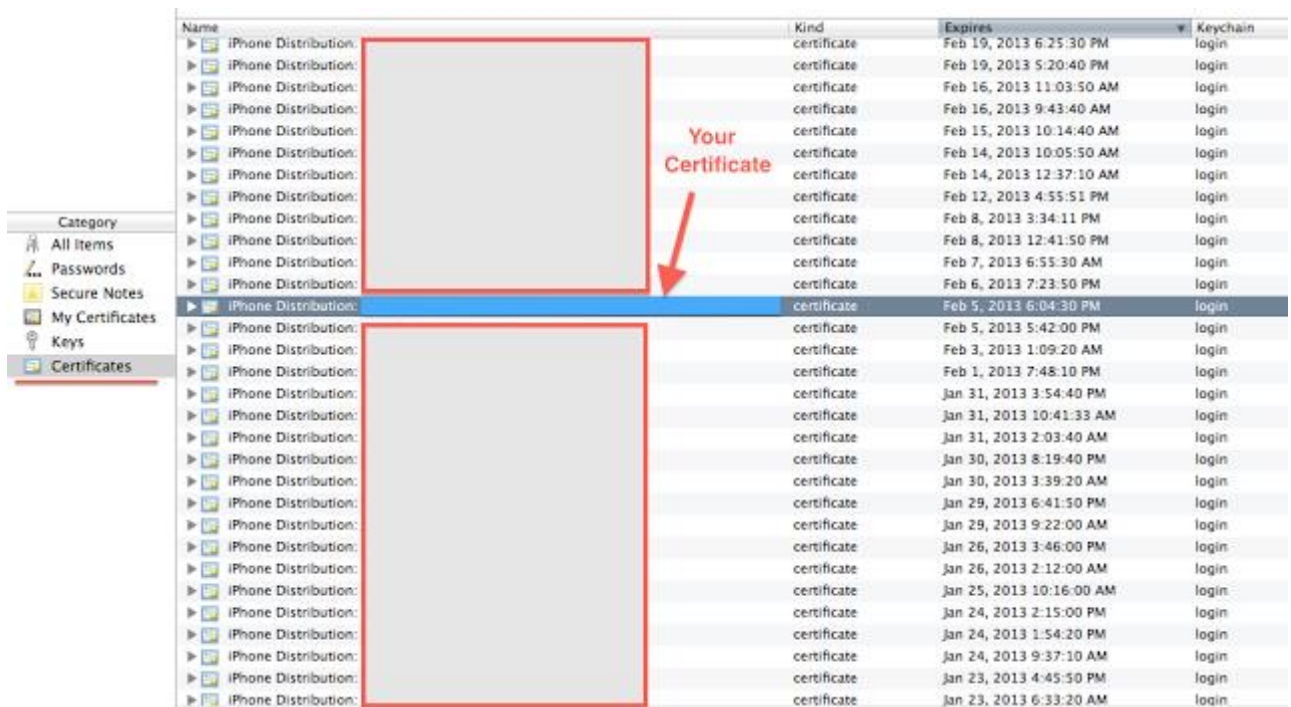 Name Kind Expires Keychain
iPhone Distribution: certificate Feb 19, 2013 6:25:30 PM login
iPhone Distribution: certificate Feb 19, 2013 5:20:40 PM login
iPhone Distribution: certificate Feb 16, 2013 11:03:50 AM login
iPhone Distribution: certificate Feb 16, 2013 9:43:40 AM login
iPhone Distribution: certificate Feb 15, 2013 10:14:40 AM login
iPhone Distribution: certificate Feb 14, 2013 10:05:50 AM login
iPhone Distribution: certificate Feb 14, 2013 12:37:10 AM login
iPhone Distribution: certificate Feb 12, 2013 4:55:51 PM login
iPhone Distribution: certificate Feb 8, 2013 3:34:11 PM login
iPhone Distribution: certificate Feb 8, 2013 12:41:50 PM login
iPhone Distribution: certificate Feb 7, 2013 6:55:30 AM login
iPhone Distribution: certificate Feb 6, 2013 7:23:50 PM login
iPhone Distribution: certificate Feb 5, 2013 6:04:30 PM login
iPhone Distribution: certificate Feb 5, 2013 5:42:00 PM login
iPhone Distribution: certificate Feb 3, 2013 1:09:20 AM login
iPhone Distribution: certificate Feb 1, 2013 7:48:10 PM login
iPhone Distribution: certificate Jan 31, 2013 3:54:40 PM login
iPhone Distribution: certificate Jan 31, 2013 10:41:33 AM login
iPhone Distribution: certificate Jan 31, 2013 2:03:40 AM login
iPhone Distribution: certificate Jan 30, 2013 8:19:40 PM login
iPhone Distribution: certificate Jan 30, 2013 3:39:20 AM login
iPhone Distribution: certificate Jan 29, 2013 6:41:50 PM login
iPhone Distribution: certificate Jan 29, 2013 9:22:00 AM login
iPhone Distribution: certificate Jan 26, 2013 3:46:00 PM login
iPhone Distribution: certificate Jan 26, 2013 2:12:00 AM login
iPhone Distribution: certificate Jan 25, 2013 10:16:00 AM login
iPhone Distribution: certificate Jan 24, 2013 2:15:00 PM login
iPhone Distribution: certificate Jan 24, 2013 1:54:20 PM login
iPhone Distribution: certificate Jan 24, 2013 9:37:10 AM login
iPhone Distribution: certificate Jan 23, 2013 4:45:50 PM login
iPhone Distribution: certificate Jan 23, 2013 6:33:20 AM login
Your
Certificate
Category
All Items
Passwords
Secure Notes
My Certificates
Keys
Certificates